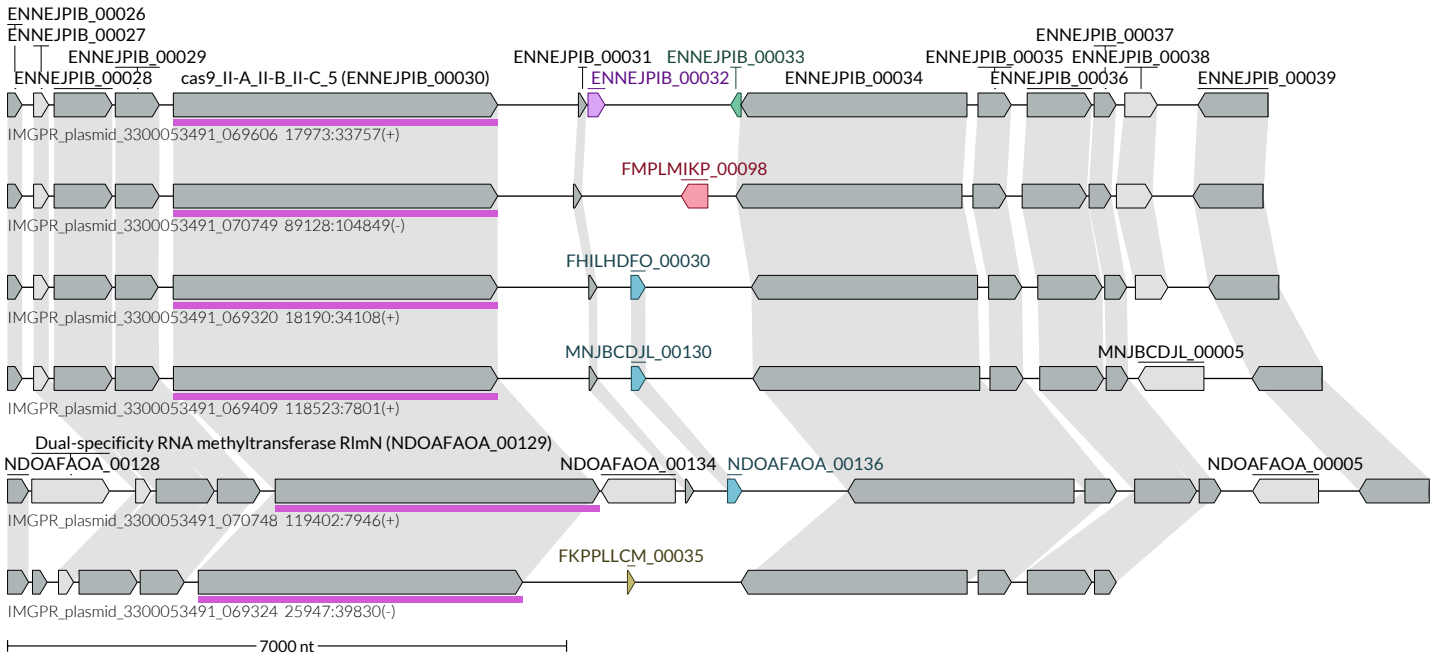 ENNEJPIB_00026
ENNEJPIB_00027
ENNEJPIB_00037
ENNEJPIB_00029 ENNEJPIB_00031 ENNEJPIB_00033 ENNEJPIB_00035 ENNEJPIB_00038
ENNEJPIB_00028 cas9_II-A_II-B_II-C_5 (ENNEJPIB_00030) ENNEJPIB_00032 ENNEJPIB_00034 ENNEJPIB_00036 ENNEJPIB_00039
IMGPR_plasmid_3300053491_069606 17973:33757(+)
FMPLMIKP_00098
IMGPR_plasmid_3300053491_070749 89128:104849(-)
FHILHDFO_00030
IMGPR_plasmid_3300053491_069320 18190:34108(+)
MNJBCDJL_00130 MNJBCDJL_00005
IMGPR_plasmid_3300053491_069409 118523:7801(+)
Dual-specificity RNA methyltransferase RlmN (NDOAFAOA_00129)
NDOAFAOA_00128 NDOAFAOA_00134 NDOAFAOA_00136 NDOAFAOA_00005
IMGPR_plasmid_3300053491_070748 119402:7946(+)
FKPPLLCM_00035
IMGPR_plasmid_3300053491_069324 25947:39830(-)
7000 nt